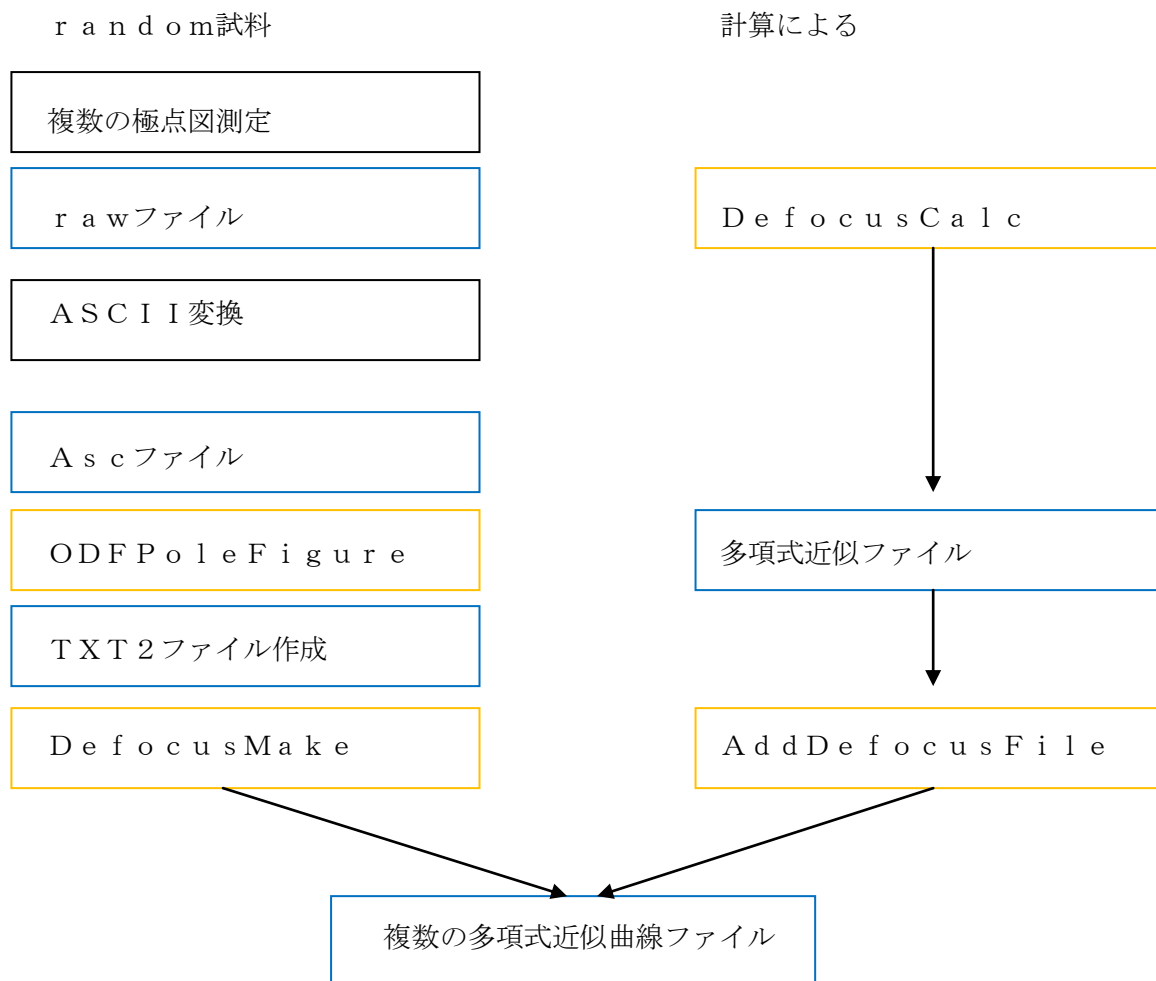 ｒａｎｄｏｍ試料
計算による
複数の極点図測定
ｒａｗファイル
ＤｅｆｏｃｕｓＣａｌｃ
ＡＳＣＩＩ変換
Ａｓｃファイル
ＯＤＦＰｏｌｅＦｉｇｕｒｅ
多項式近似ファイル
ＴＸＴ２ファイル作成
ＤｅｆｏｃｕｓＭａｋｅ
ＡｄｄＤｅｆｏｃｕｓＦｉｌｅ
複数の多項式近似曲線ファイル